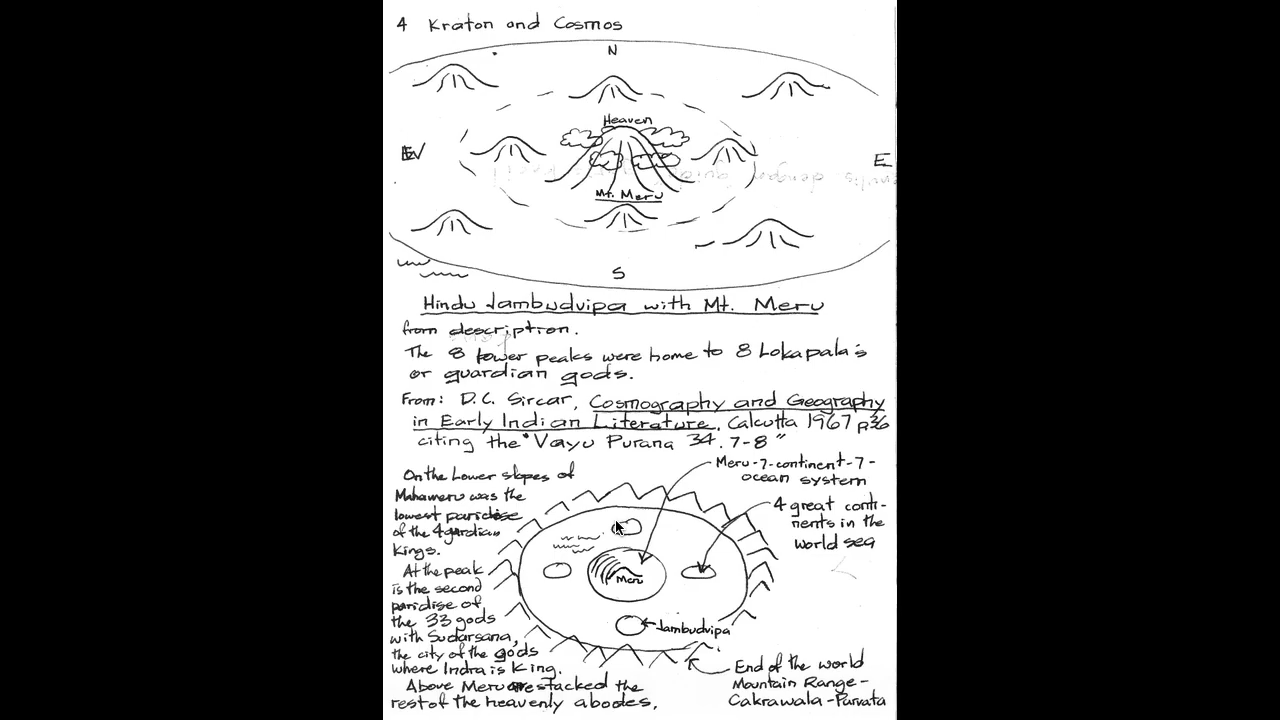 4 Kraton and Cosmos
N
Heaven
W
E
Mt. Meru
S
Hindu Jambudvipa with Mt. Meru
from description.
The 8 lower peaks were home to 8 Lokapala's
or guardian gods.
From: D.C. Sircar, Cosmography and Geography
in Early Indian Literature, Calcutta 1967 p36
citing the "Vayu Purana 34. 7-8"
Meru-7-continent-7-
ocean system
4 great conti-
nents in the
world sea
On the Lower slopes of
Mahameru was the
lowest paridise
of the 4 gardian
Kings.
At the peak
is the second
paridise of
the 33 gods
with Sudarsana,
the city of the gods
where Indra is King.
Above Meru are stacked the
rest of the heavenly abodes.
Meru
Jambudvipa
End of the world
Mountain Range-
Cakrawala-Parvata